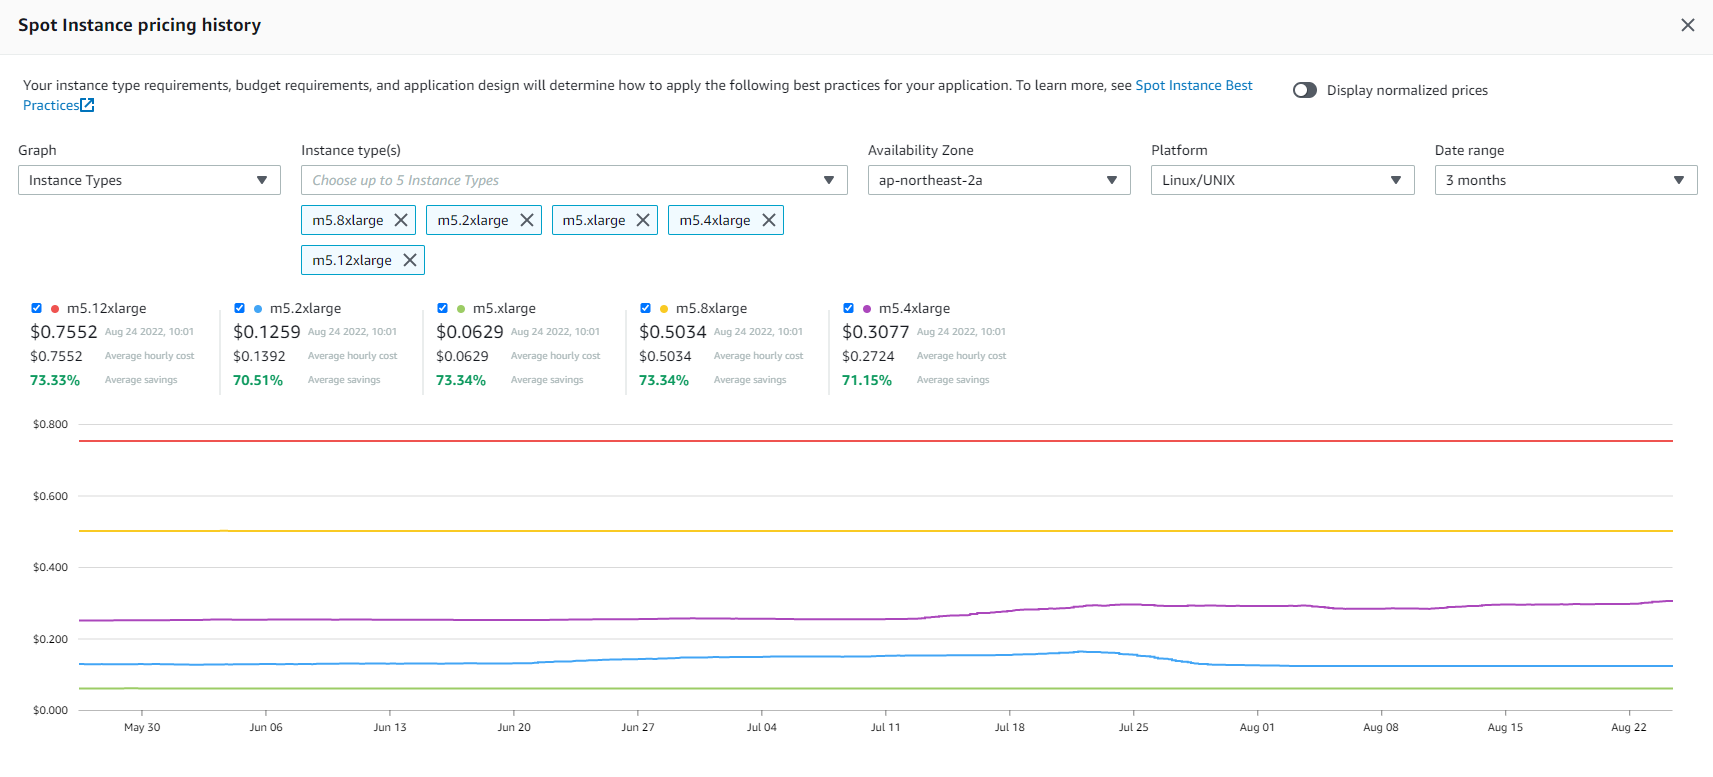 Spot Instance pricing history
Your instance type requirements, budget requirements, and application design will determine how to apply the following best practices for your application. To learn more, see Spot Instance Best
Practices
Display normalized prices
Graph
Instance type(s)
Availability Zone
Platform
Date range
Instance Types
Choose up to 5 Instance Types
ap-northeast-2a
Linux/UNIX
3 months
m5.8xlarge
m5.2xlarge
m5.xlarge
m5.4xlarge
m5.12xlarge
m5.12xlarge
$0.7552 Aug 24 2022, 10:01
$0.7552 Average hourly cost
73.33% Average savings
m5.2xlarge
$0.1259 Aug 24 2022, 10:01
$0.1392 Average hourly cost
70.51% Average savings
m5.xlarge
$0.0629 Aug 24 2022, 10:01
$0.0629 Average hourly cost
73.34% Average savings
m5.8xlarge
$0.5034 Aug 24 2022, 10:01
$0.5034 Average hourly cost
73.34% Average savings
m5.4xlarge
$0.3077 Aug 24 2022, 10:01
$0.2724 Average hourly cost
71.15% Average savings
$0.800
$0.600
$0.400
$0.200
$0.000
May 30 Jun 06 Jun 13 Jun 20 Jun 27 Jul 04 Jul 11 Jul 18 Jul 25 Aug 01 Aug 08 Aug 15 Aug 22